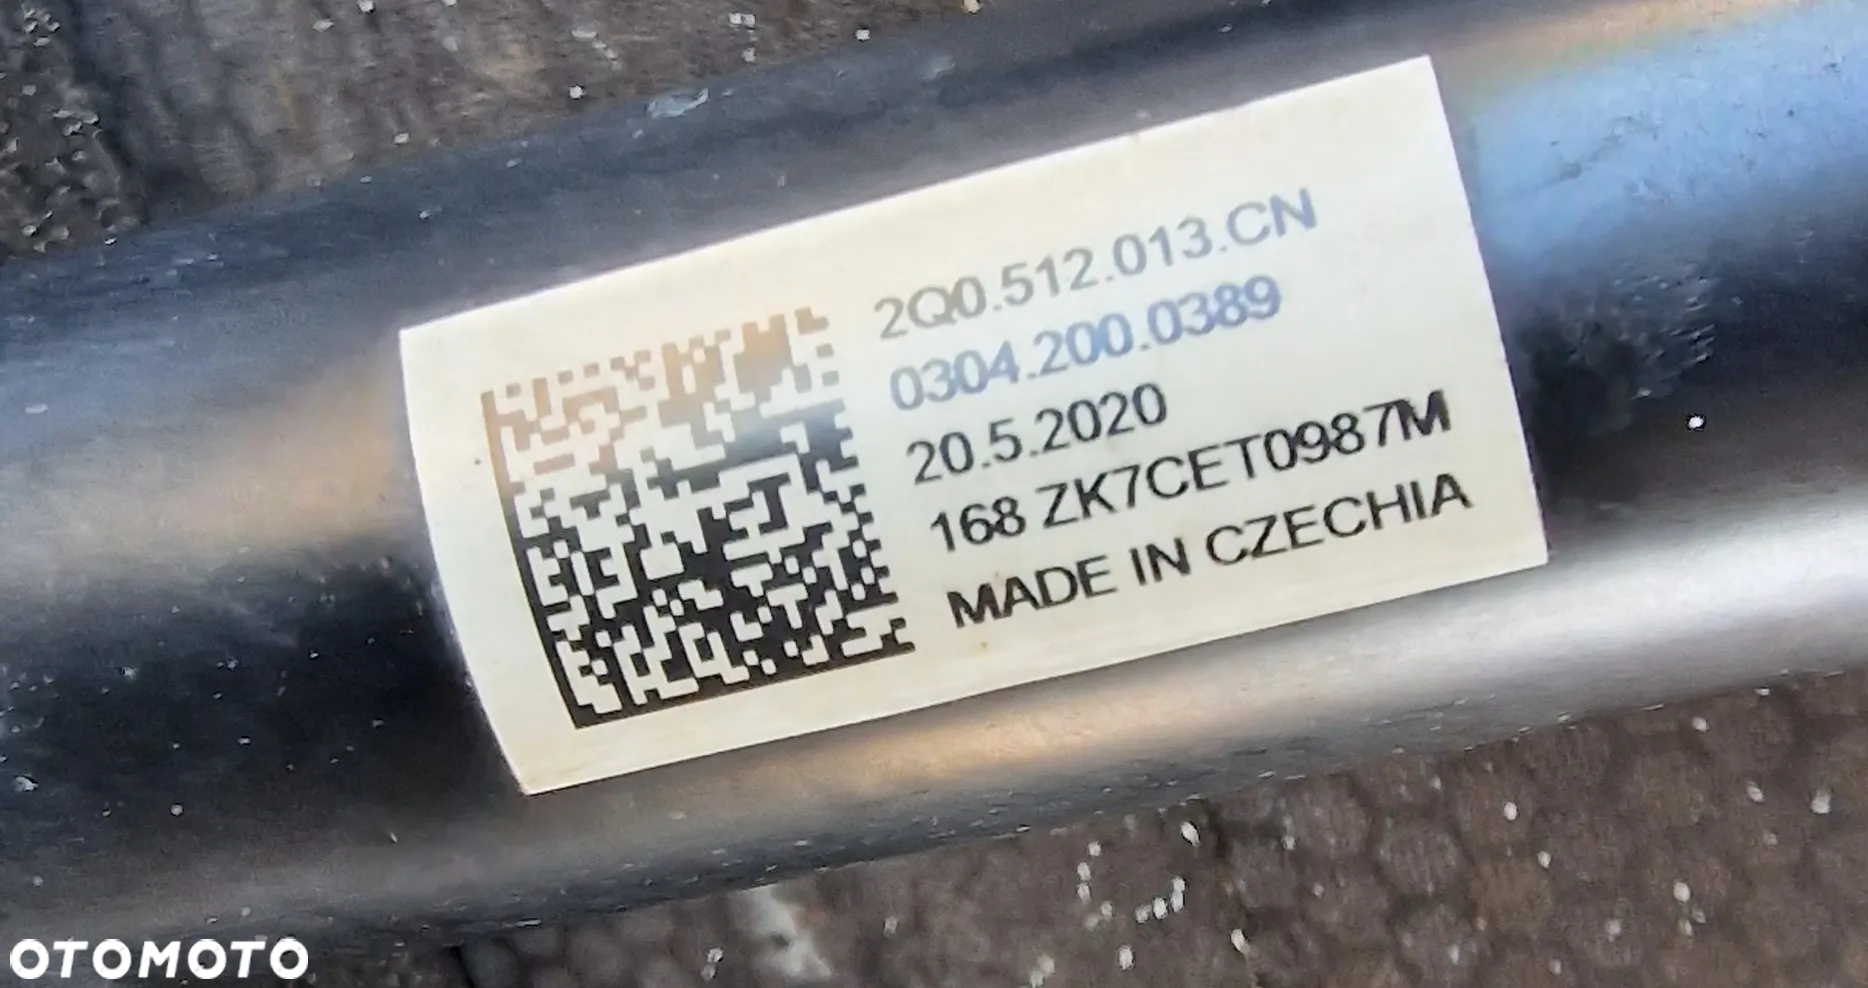 2Q0.512.013.CN
0304.200.0389
20.5.2020
168 ZK7CET0987M
MADE IN CZECHIA
OTOMOTO